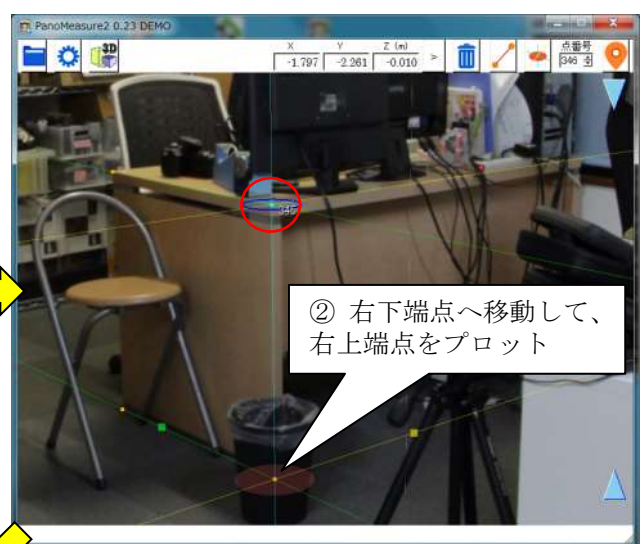 PanoMeasure2 0.23 DEMO
3D
X Y Z (m)
-1.797 -2.261 -0.010 >
点番号
346
② 右下端点へ移動して、
右上端点をプロット